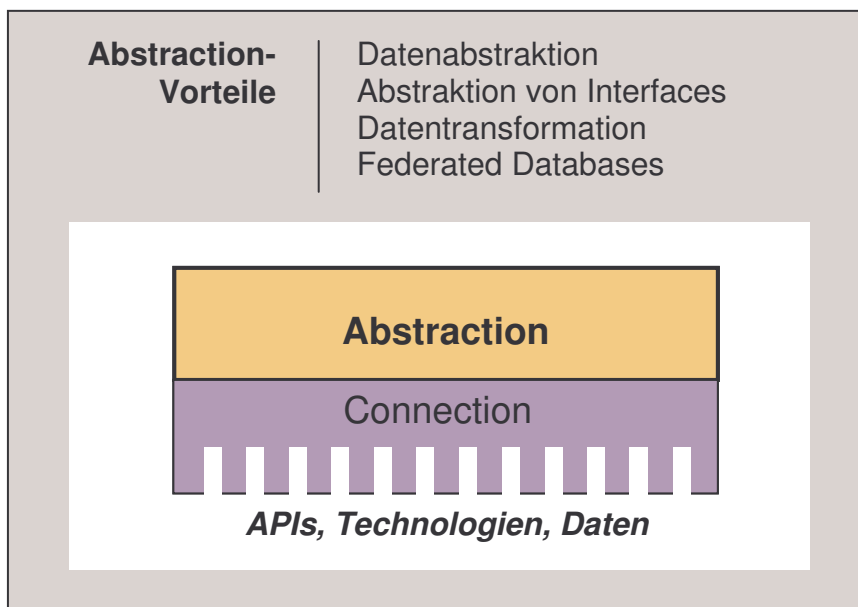 Abstraction-
Vorteile
Datenabstraktion
Abstraktion von Interfaces
Datentransformation
Federated Databases
Abstraction
Connection
APIs, Technologien, Daten